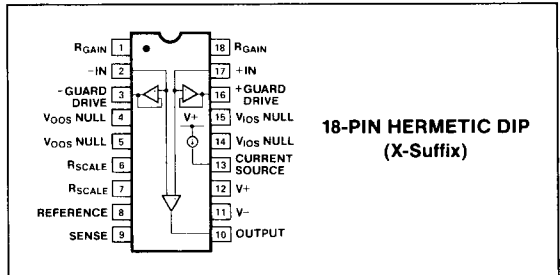 RGAIN 1 18 RGAIN
-IN 2 17 +IN
-GUARD DRIVE 3 16 +GUARD DRIVE
VOOS NULL 4 V+ 15 VIOS NULL
VOOS NULL 5 14 VIOS NULL
RSCALE 6 13 CURRENT SOURCE
RSCALE 7 12 V+
REFERENCE 8 11 V-
SENSE 9 10 OUTPUT
18-PIN HERMETIC DIP
(X-Suffix)